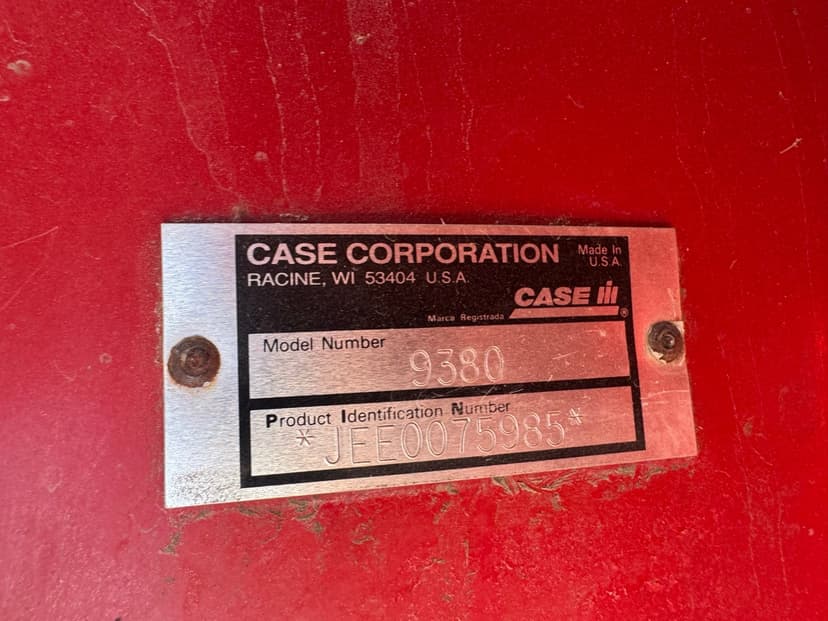 CASE CORPORATION Made In
RACINE, WI 53404 U.S.A. U.S.A.
CASE IH
Marca Registrada ®
Model Number
9380
Product Identification Number
*JEE0075985*